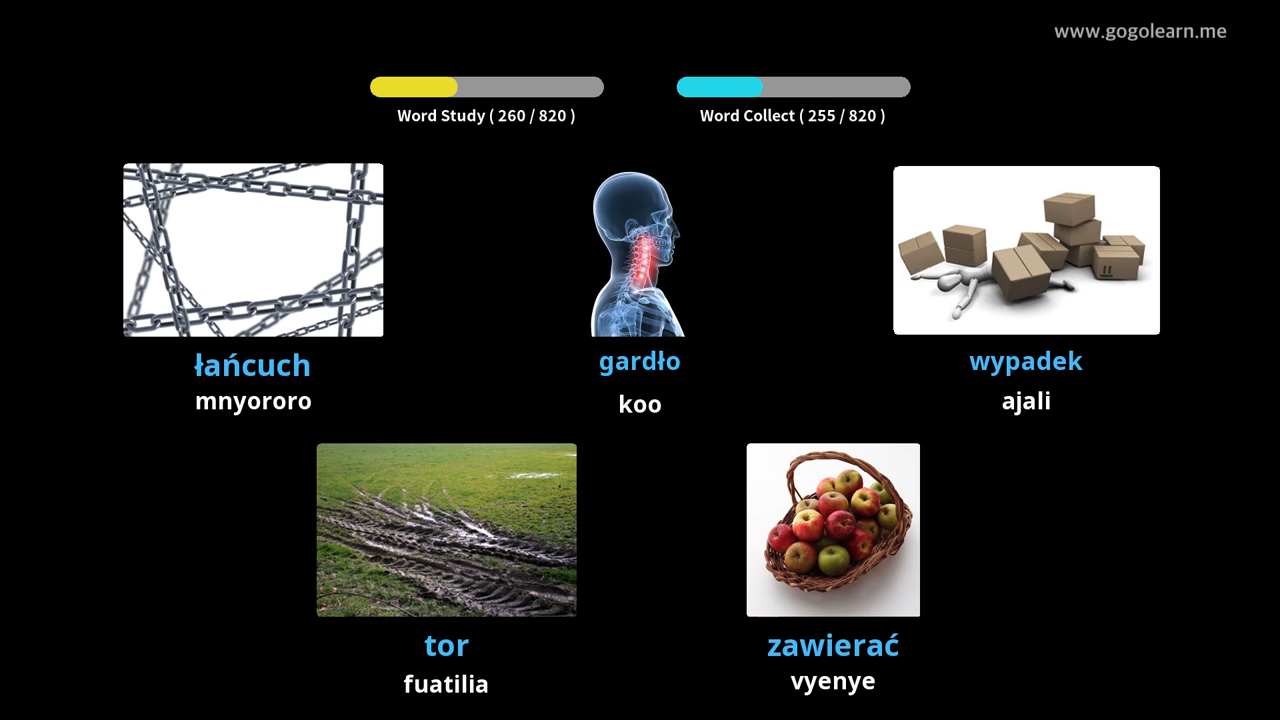 www.gogolearn.me
Word Study ( 260 / 820 )
Word Collect ( 255 / 820 )
łańcuch
mnyororo
gardło
koo
wypadek
ajali
tor
fuatilia
zawierać
vyenye